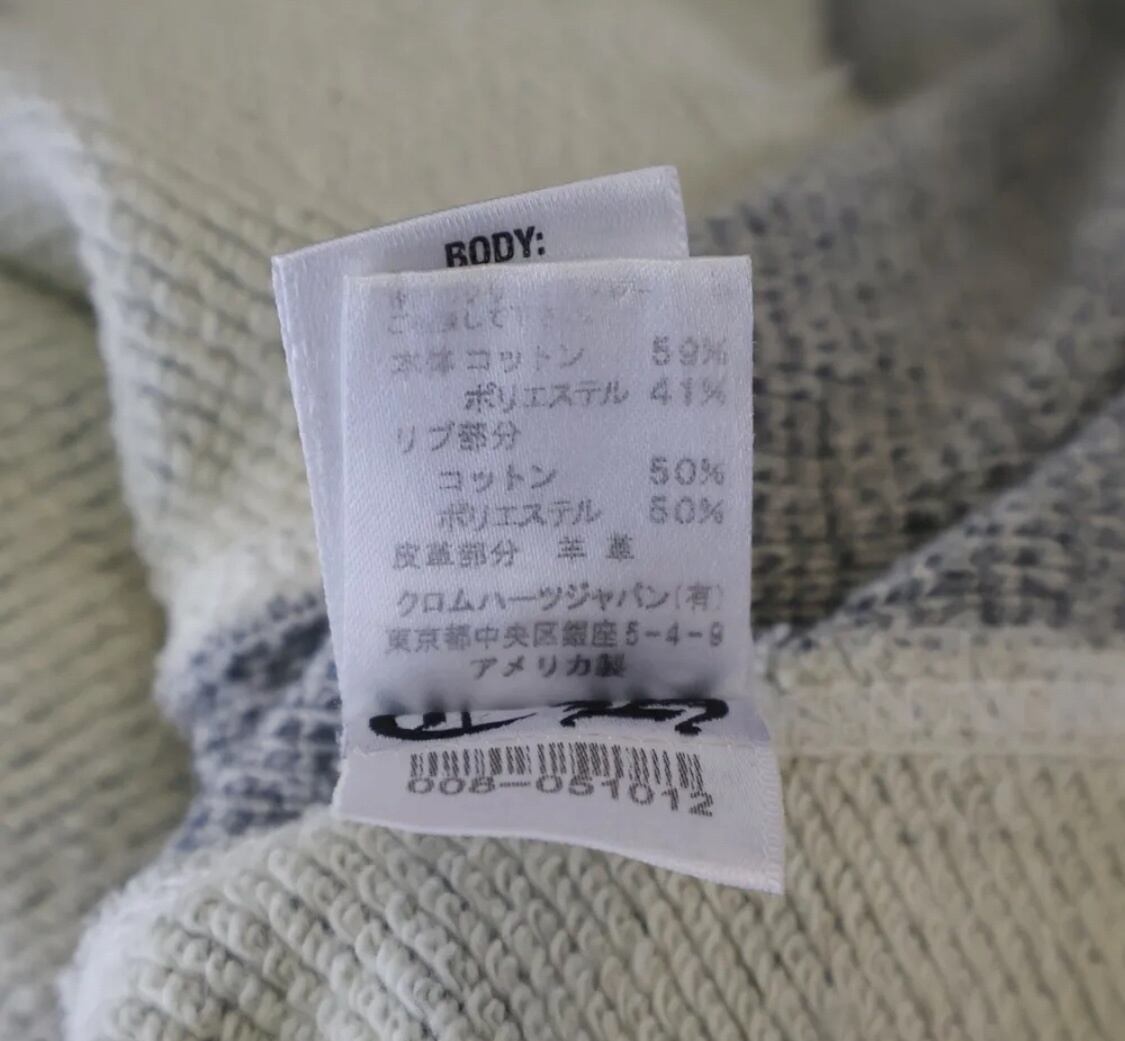 BODY:
本体コットン 59%
ポリエステル 41%
リブ部分
コットン 50%
ポリエステル 50%
皮革部分 羊革
クロムハーツジャパン(有)
東京都中央区銀座5-4-9
アメリカ製
008-051012